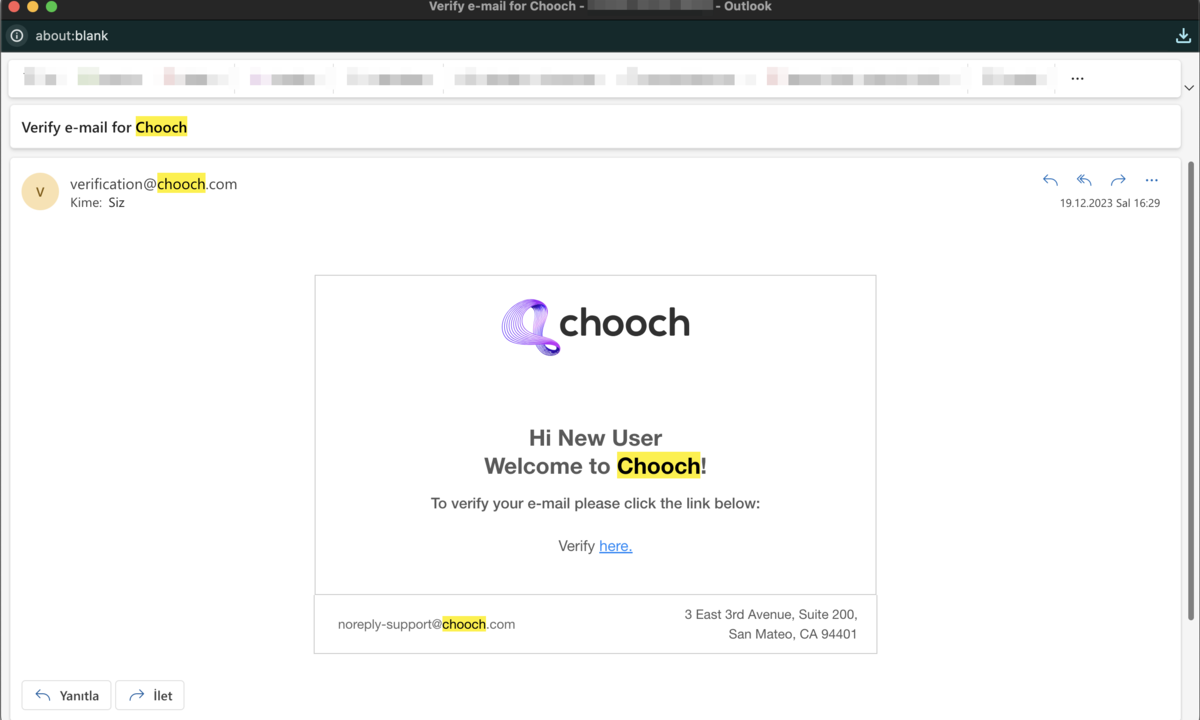 Verify e-mail for Chooch - - Outlook
about:blank
...
Verify e-mail for Chooch
V
verification@chooch.com
Kime: Siz
19.12.2023 Sal 16:29
chooch
Hi New User
Welcome to Chooch!
To verify your e-mail please click the link below:
Verify here.
noreply-support@chooch.com
3 East 3rd Avenue, Suite 200,
San Mateo, CA 94401
Yanıtla
İlet